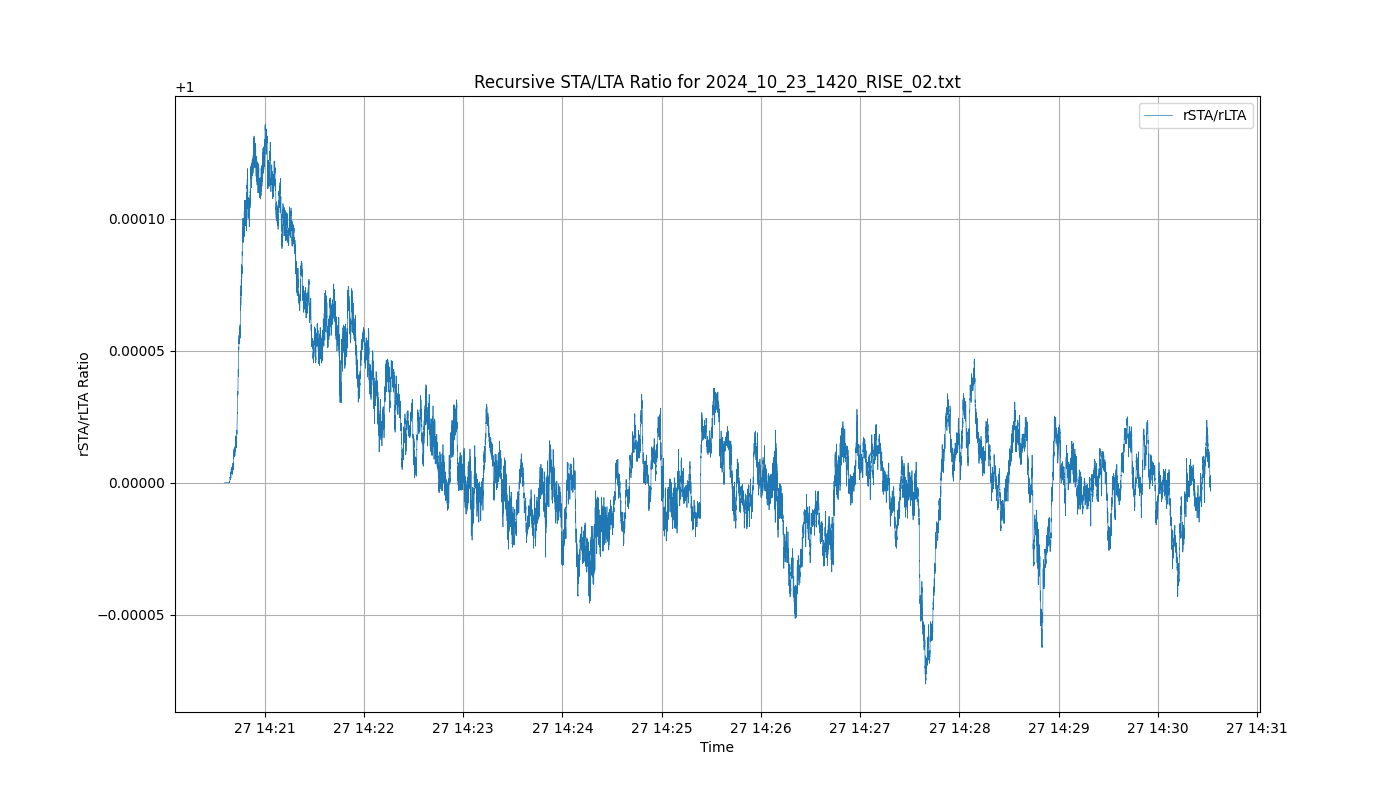 Recursive STA/LTA Ratio for 2024_10_23_1420_RISE_02.txt
+1
rSTA/rLTA
0.00010
0.00005
0.00000
−0.00005
rSTA/rLTA Ratio
27 14:21 27 14:22 27 14:23 27 14:24 27 14:25 27 14:26 27 14:27 27 14:28 27 14:29 27 14:30 27 14:31
Time